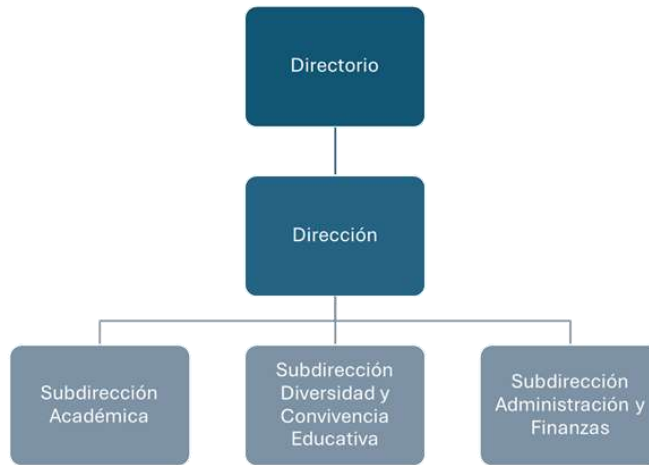 Directorio
Dirección
Subdirección
Académica
Subdirección
Diversidad y
Convivencia
Educativa
Subdirección
Administración y
Finanzas